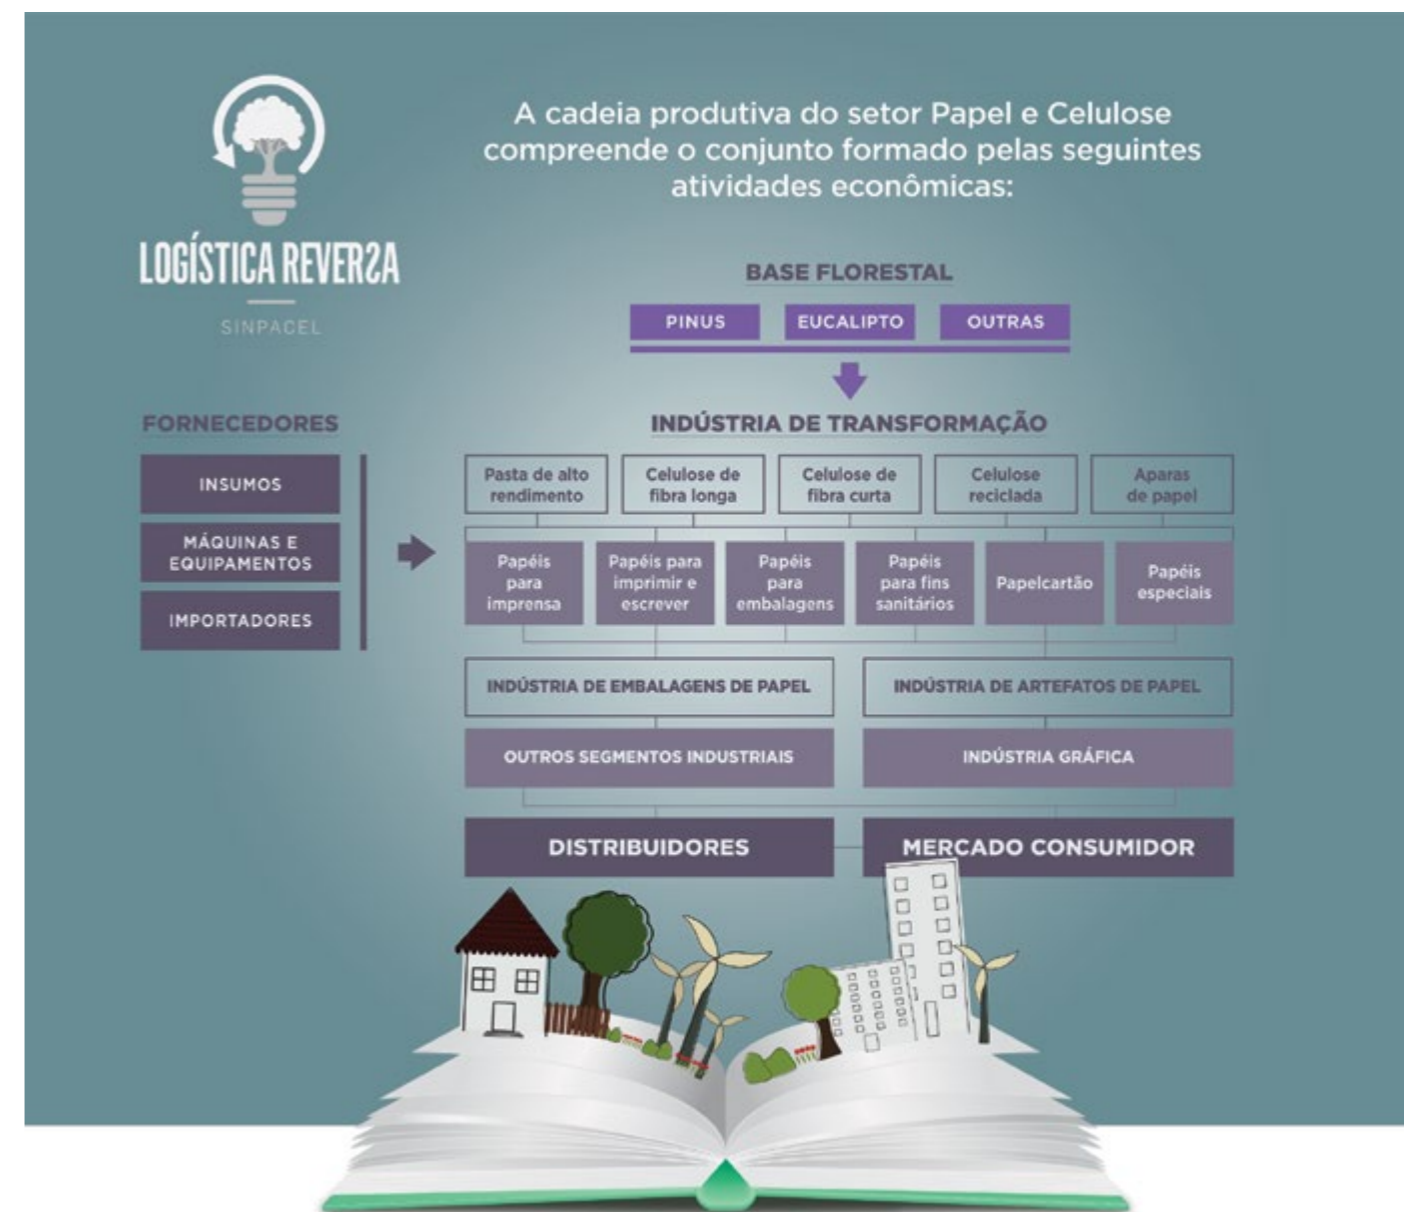 A cadeia produtiva do setor Papel e Celulose
compreende o conjunto formado pelas seguintes
atividades econômicas:
LOGÍSTICA REVERSA
SINPACEL
BASE FLORESTAL
PINUS
EUCALIPTO
OUTRAS
FORNECEDORES
INSUMOS
MÁQUINAS E
EQUIPAMENTOS
IMPORTADORES
INDÚSTRIA DE TRANSFORMAÇÃO
Pasta de alto
rendimento
Celulose de
fibra longa
Celulose de
fibra curta
Celulose
reciclada
Aparas
de papel
Papéis
para
imprensa
Papéis para
imprimir e
escrever
Papéis
para
embalagens
Papéis
para fins
sanitários
Papelcartão
Papéis
especiais
INDÚSTRIA DE EMBALAGENS DE PAPEL
INDÚSTRIA DE ARTEFATOS DE PAPEL
OUTROS SEGMENTOS INDUSTRIAIS
INDÚSTRIA GRÁFICA
DISTRIBUIDORES
MERCADO CONSUMIDOR